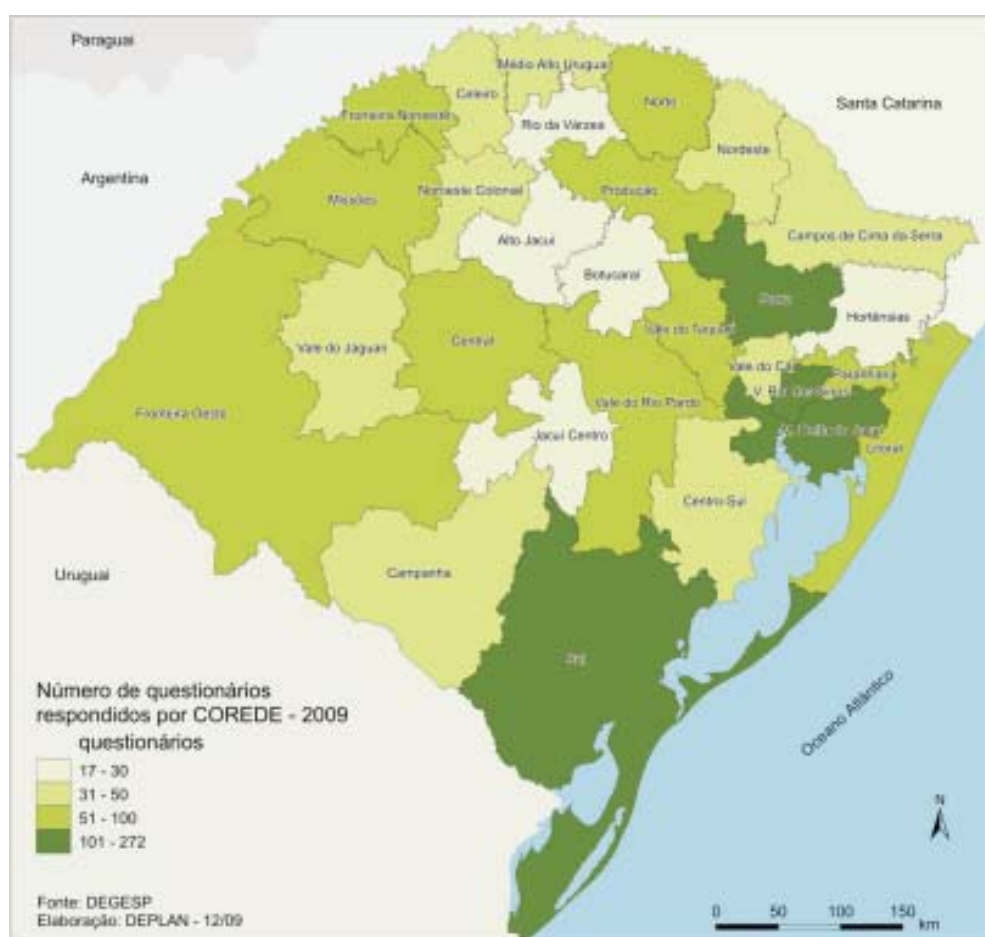 Paraguai
Médio Alto Uruguai
Celeiro
Norte
Santa Catarina
Fronteira Noroeste
Rio da Várzea
Nordeste
Argentina
Missões
Noroeste Colonial
Produção
Alto Jacuí
Campos de Cima da Serra
Botucaraí
Serra
Hortênsias
Vale do Taquari
Vale do Jaguari
Central
Vale do Caí
Paranhana
Fronteira Oeste
Vale do Rio Pardo
Jacuí Centro
Litoral
Centro-Sul
Uruguai
Campanha
Sul
Oceano Atlântico
Número de questionários
respondidos por COREDE - 2009
questionários
17 - 30
31 - 50
51 - 100
101 - 272
N
Fonte: DEGESP
Elaboração: DEPLAN - 12/09
0 50 100 150
km